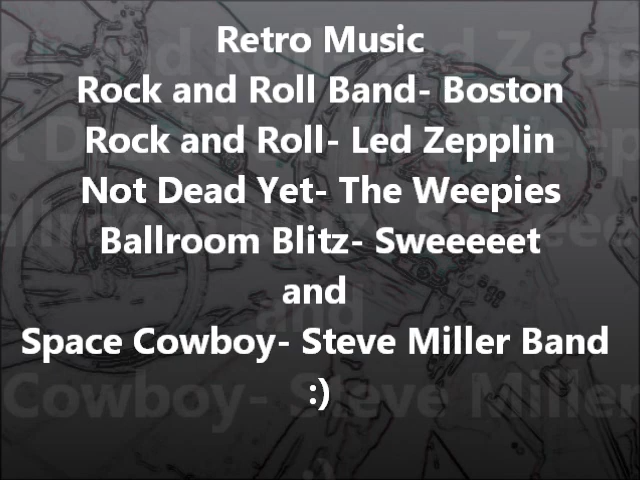 Retro Music
Rock and Roll Band- Boston
Rock and Roll- Led Zepplin
Not Dead Yet- The Weepies
Ballroom Blitz- Sweeeeet
and
Space Cowboy- Steve Miller Band
:)